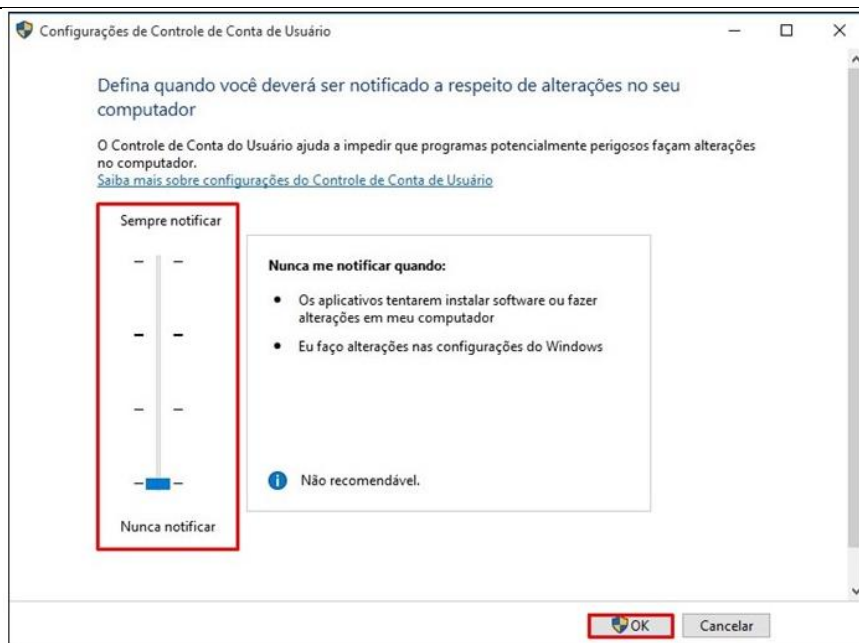 Configurações de Controle de Conta de Usuário
Defina quando você deverá ser notificado a respeito de alterações no seu
computador
O Controle de Conta do Usuário ajuda a impedir que programas potencialmente perigosos façam alterações
no computador.
Saiba mais sobre configurações do Controle de Conta de Usuário
Sempre notificar
Nunca me notificar quando:
• Os aplicativos tentarem instalar software ou fazer
alterações em meu computador
• Eu faço alterações nas configurações do Windows
Não recomendável.
Nunca notificar
OK
Cancelar